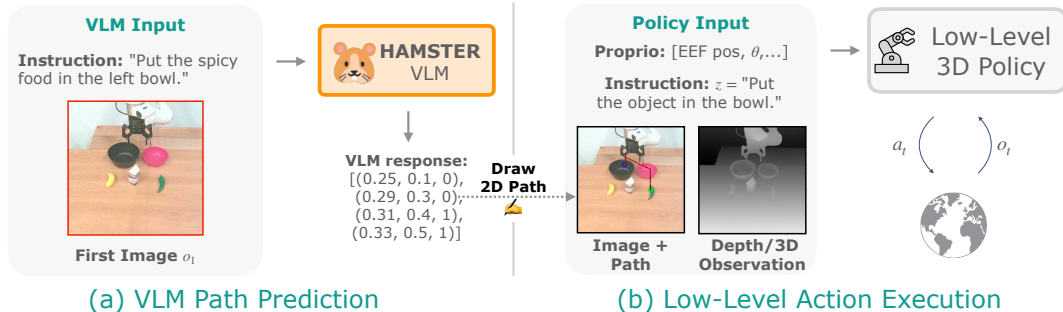 VLM Input
Instruction: "Put the spicy
food in the left bowl."
First Image o₁
HAMSTER
VLM
VLM response:
[(0.25, 0.1, 0),
(0.29, 0.3, 0),
(0.31, 0.4, 1),
(0.33, 0.5, 1)]
(a) VLM Path Prediction
Draw
2D Path
Policy Input
Proprio: [EEF pos, θ,...]
Instruction: z = "Put
the object in the bowl."
Image +
Path
Depth/3D
Observation
Low-Level
3D Policy
aₜ
oₜ
(b) Low-Level Action Execution